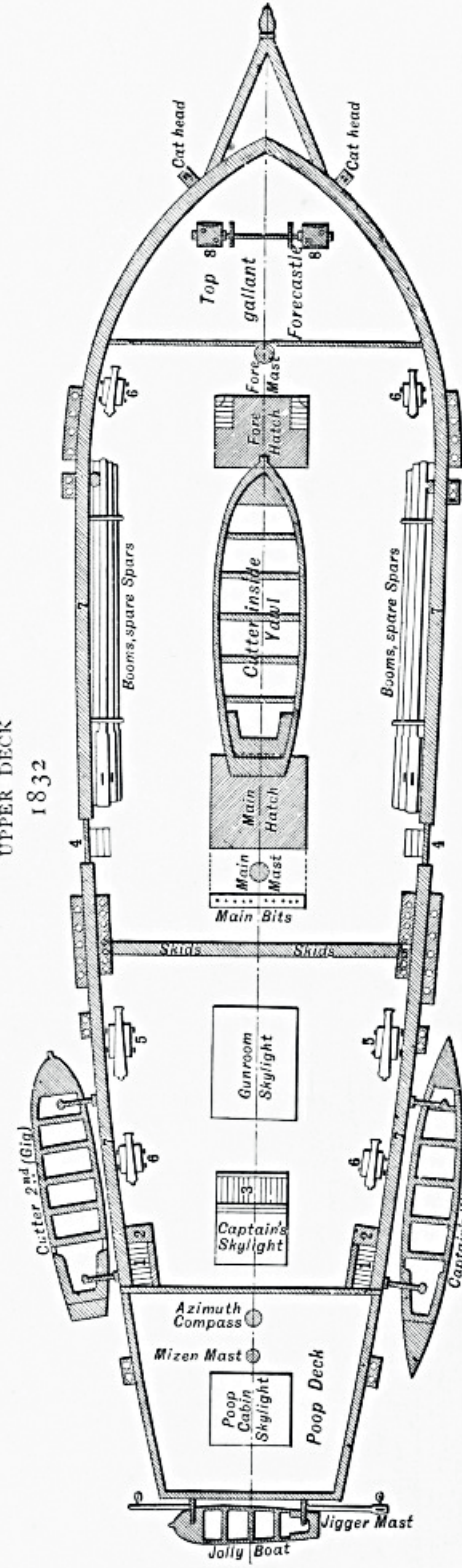 UPPER DECK
1832
Cat head
Cat head
8
8
Top
gallant
Forecastle
Fore
Mast
6
6
Fore
Hatch
Cutter inside
Yawl
Booms, spare Spars
Booms, spare Spars
7
7
Main
Hatch
4
4
Main
Mast
Main Bits
Skids
Skids
5
5
Gunroom
Skylight
Cutter 2nd (Gig)
6
6
7
7
3
Captain's
Skylight
1
2
1
2
Azimuth
Compass
Mizen Mast
Poop
Cabin
Skylight
Poop Deck
Jolly Boat
Jigger Mast